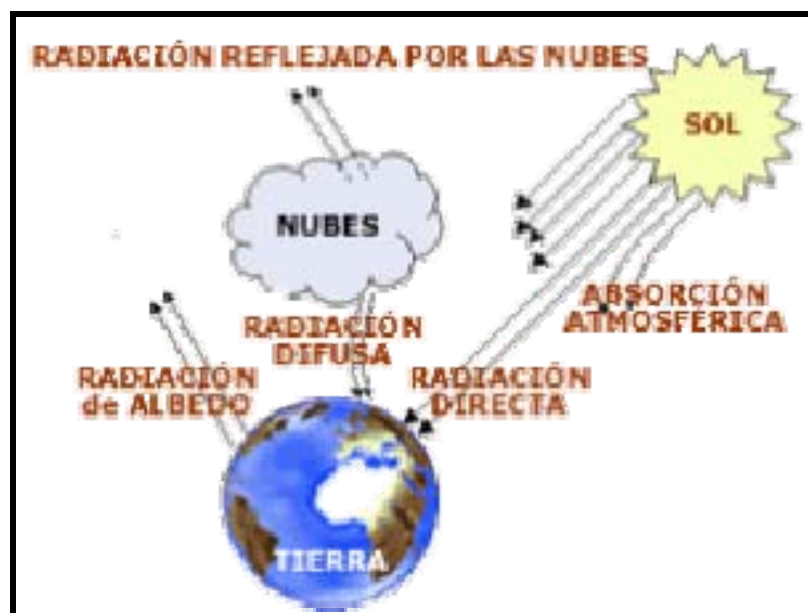 RADIACIÓN REFLEJADA POR LAS NUBES
SOL
NUBES
ABSORCIÓN
ATMOSFÉRICA
RADIACIÓN
DIFUSA
RADIACIÓN
de ALBEDO
RADIACIÓN
DIRECTA
TIERRA